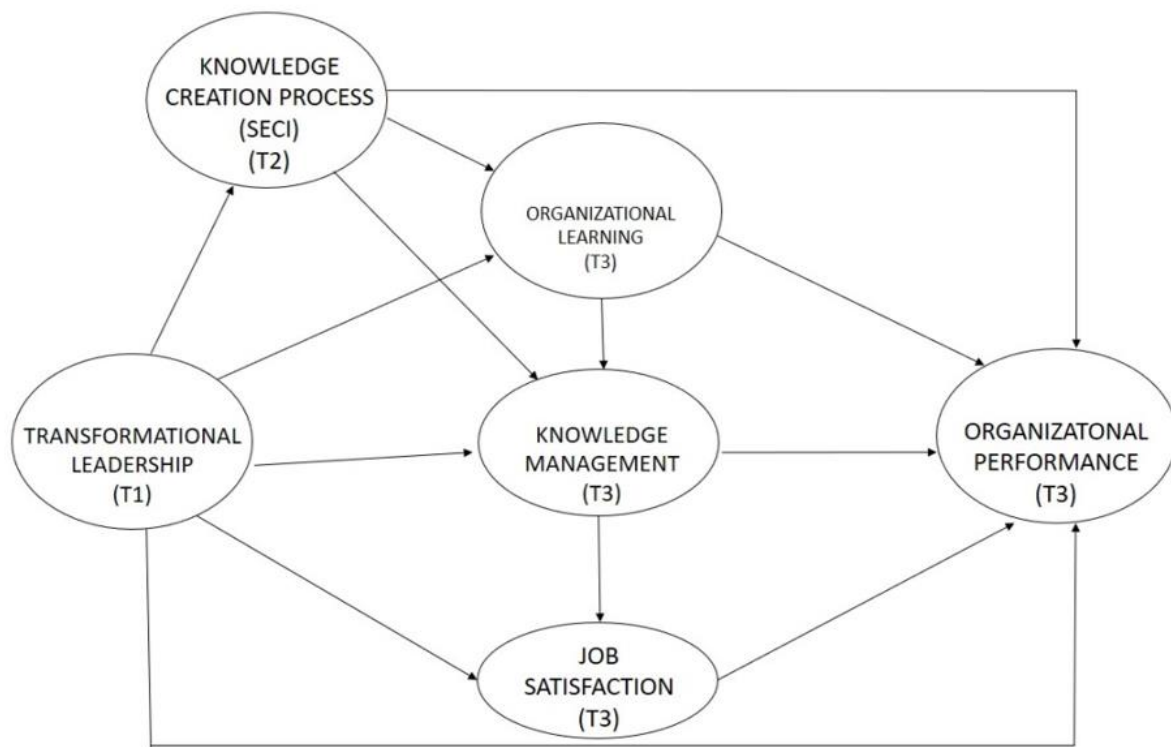 KNOWLEDGE
CREATION PROCESS
(SECI)
(T2)
ORGANIZATIONAL
LEARNING
(T3)
TRANSFORMATIONAL
LEADERSHIP
(T1)
KNOWLEDGE
MANAGEMENT
(T3)
ORGANIZATONAL
PERFORMANCE
(T3)
JOB
SATISFACTION
(T3)